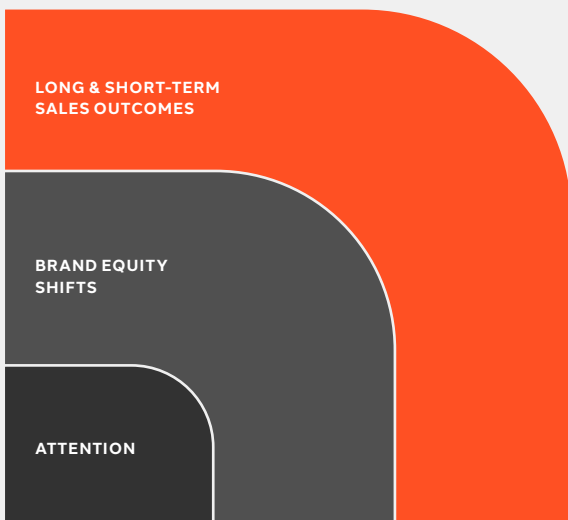 LONG & SHORT-TERM
SALES OUTCOMES
BRAND EQUITY
SHIFTS
ATTENTION